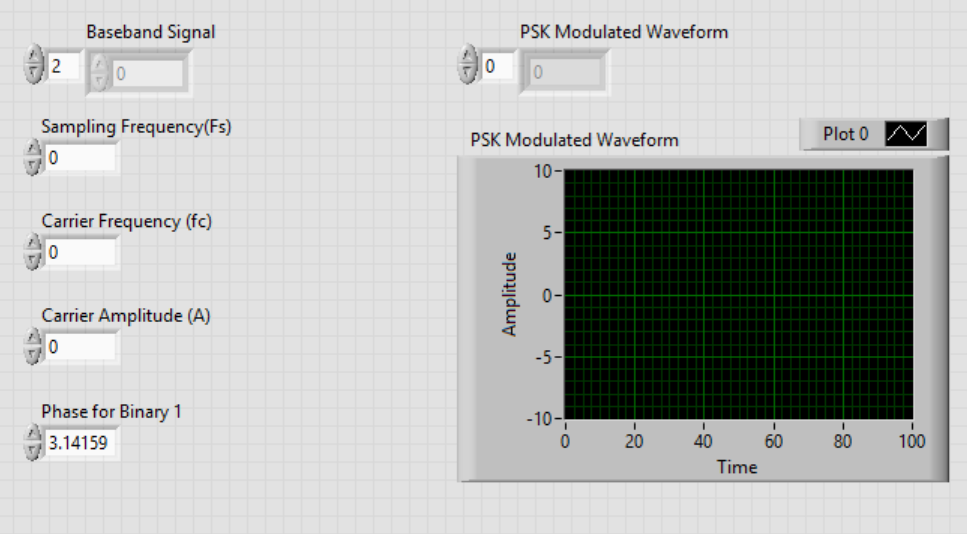 Baseband Signal
2
0
Sampling Frequency(Fs)
0
Carrier Frequency (fc)
0
Carrier Amplitude (A)
0
Phase for Binary 1
3.14159
PSK Modulated Waveform
0
0
PSK Modulated Waveform
Plot 0
10
5
0
-5
-10
Amplitude
0 20 40 60 80 100
Time